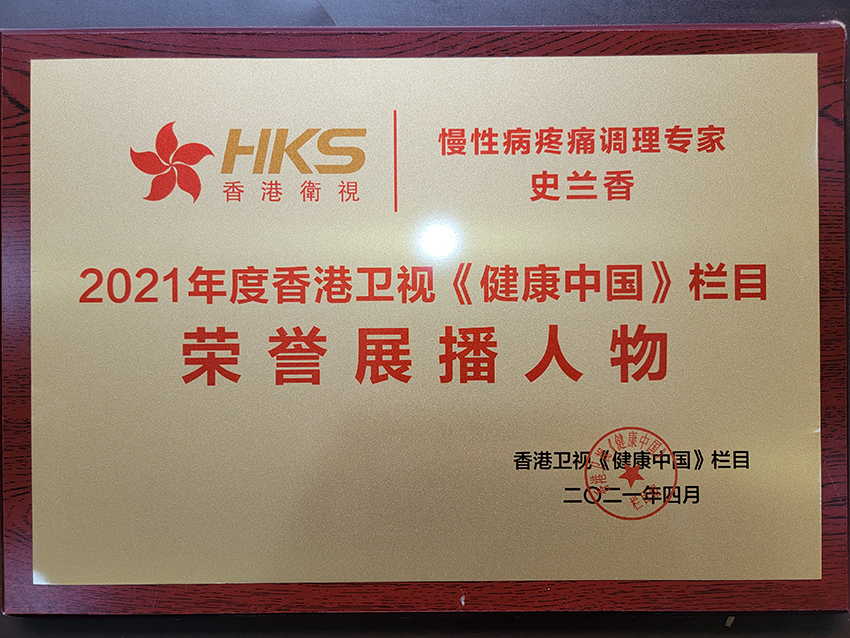 HKS
香港衛視
慢性病疼痛调理专家
史兰香
2021年度香港卫视《健康中国》栏目
荣誉展播人物
香港卫视《健康中国》栏目
二〇二一年四月